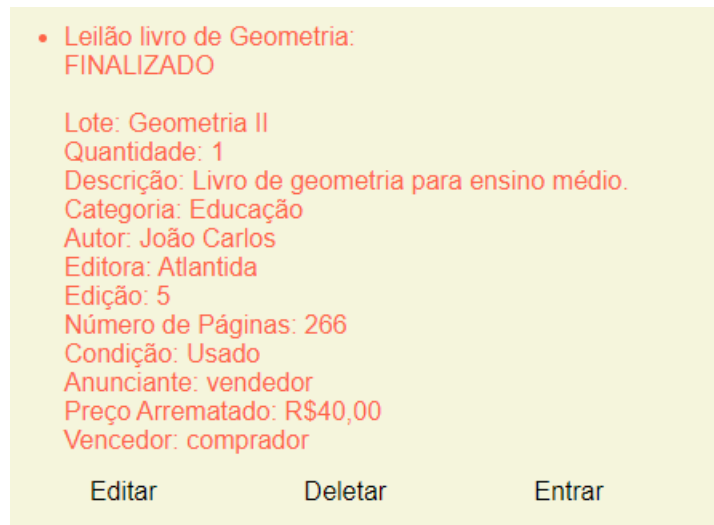 • Leilão livro de Geometria:
FINALIZADO
Lote: Geometria II
Quantidade: 1
Descrição: Livro de geometria para ensino médio.
Categoria: Educação
Autor: João Carlos
Editora: Atlantida
Edição: 5
Número de Páginas: 266
Condição: Usado
Anunciante: vendedor
Preço Arrematado: R$40,00
Vencedor: comprador
Editar Deletar Entrar